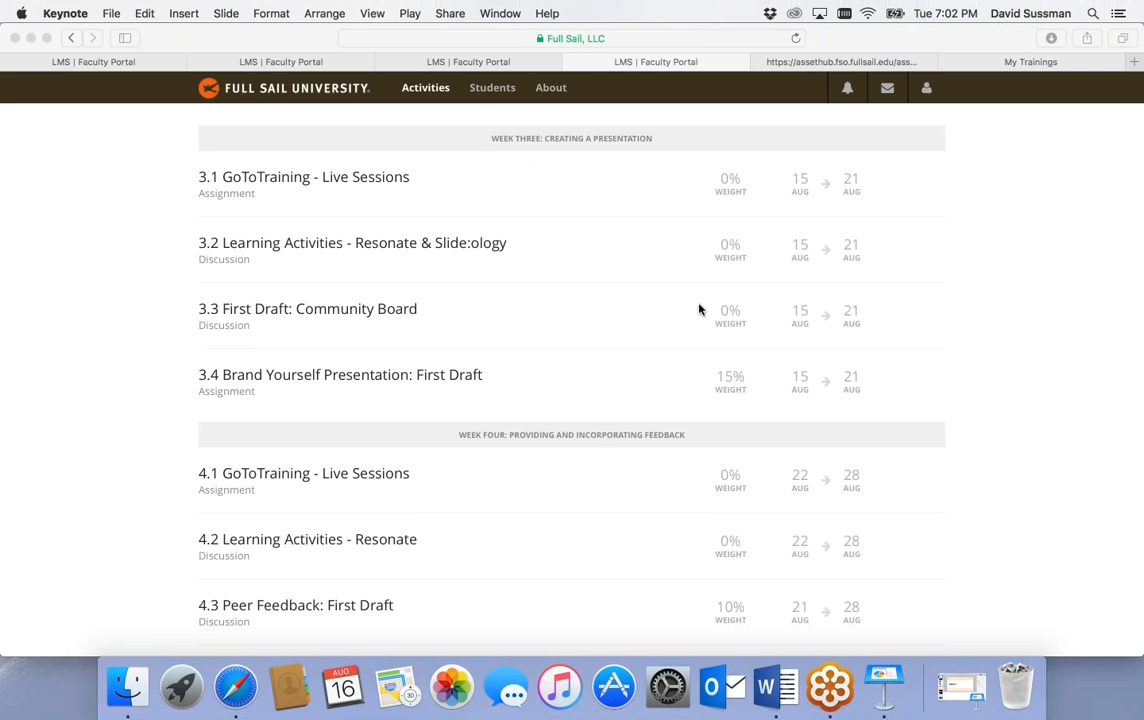 Keynote File Edit Insert Slide Format Arrange View Play Share Window Help Tue 7:02 PM David Sussman
Full Sail, LLC
LMS | Faculty Portal LMS | Faculty Portal LMS | Faculty Portal LMS | Faculty Portal https://assethub.fso.fullsail.edu/ass... My Trainings
FULL SAIL UNIVERSITY. Activities Students About
WEEK THREE: CREATING A PRESENTATION
3.1 GoToTraining - Live Sessions 0% 15 21
Assignment WEIGHT AUG AUG
3.2 Learning Activities - Resonate & Slide:ology 0% 15 21
Discussion WEIGHT AUG AUG
3.3 First Draft: Community Board 0% 15 21
Discussion WEIGHT AUG AUG
3.4 Brand Yourself Presentation: First Draft 15% 15 21
Assignment WEIGHT AUG AUG
WEEK FOUR: PROVIDING AND INCORPORATING FEEDBACK
4.1 GoToTraining - Live Sessions 0% 22 28
Assignment WEIGHT AUG AUG
4.2 Learning Activities - Resonate 0% 22 28
Discussion WEIGHT AUG AUG
4.3 Peer Feedback: First Draft 10% 21 28
Discussion WEIGHT AUG AUG
AUG
16